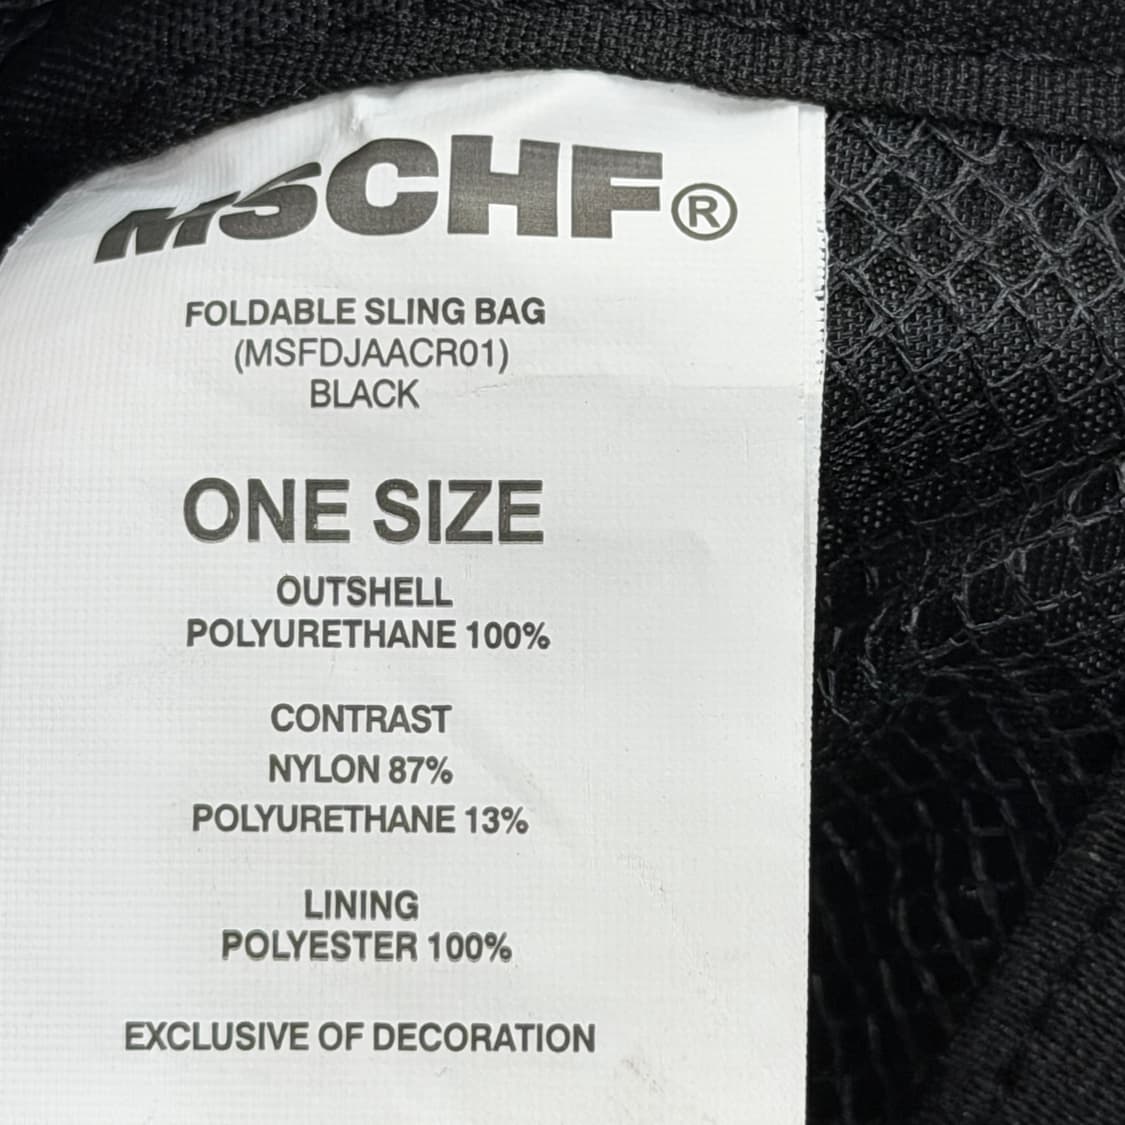 MSCHF®
FOLDABLE SLING BAG
(MSFDJAACR01)
BLACK
ONE SIZE
OUTSHELL
POLYURETHANE 100%
CONTRAST
NYLON 87%
POLYURETHANE 13%
LINING
POLYESTER 100%
EXCLUSIVE OF DECORATION